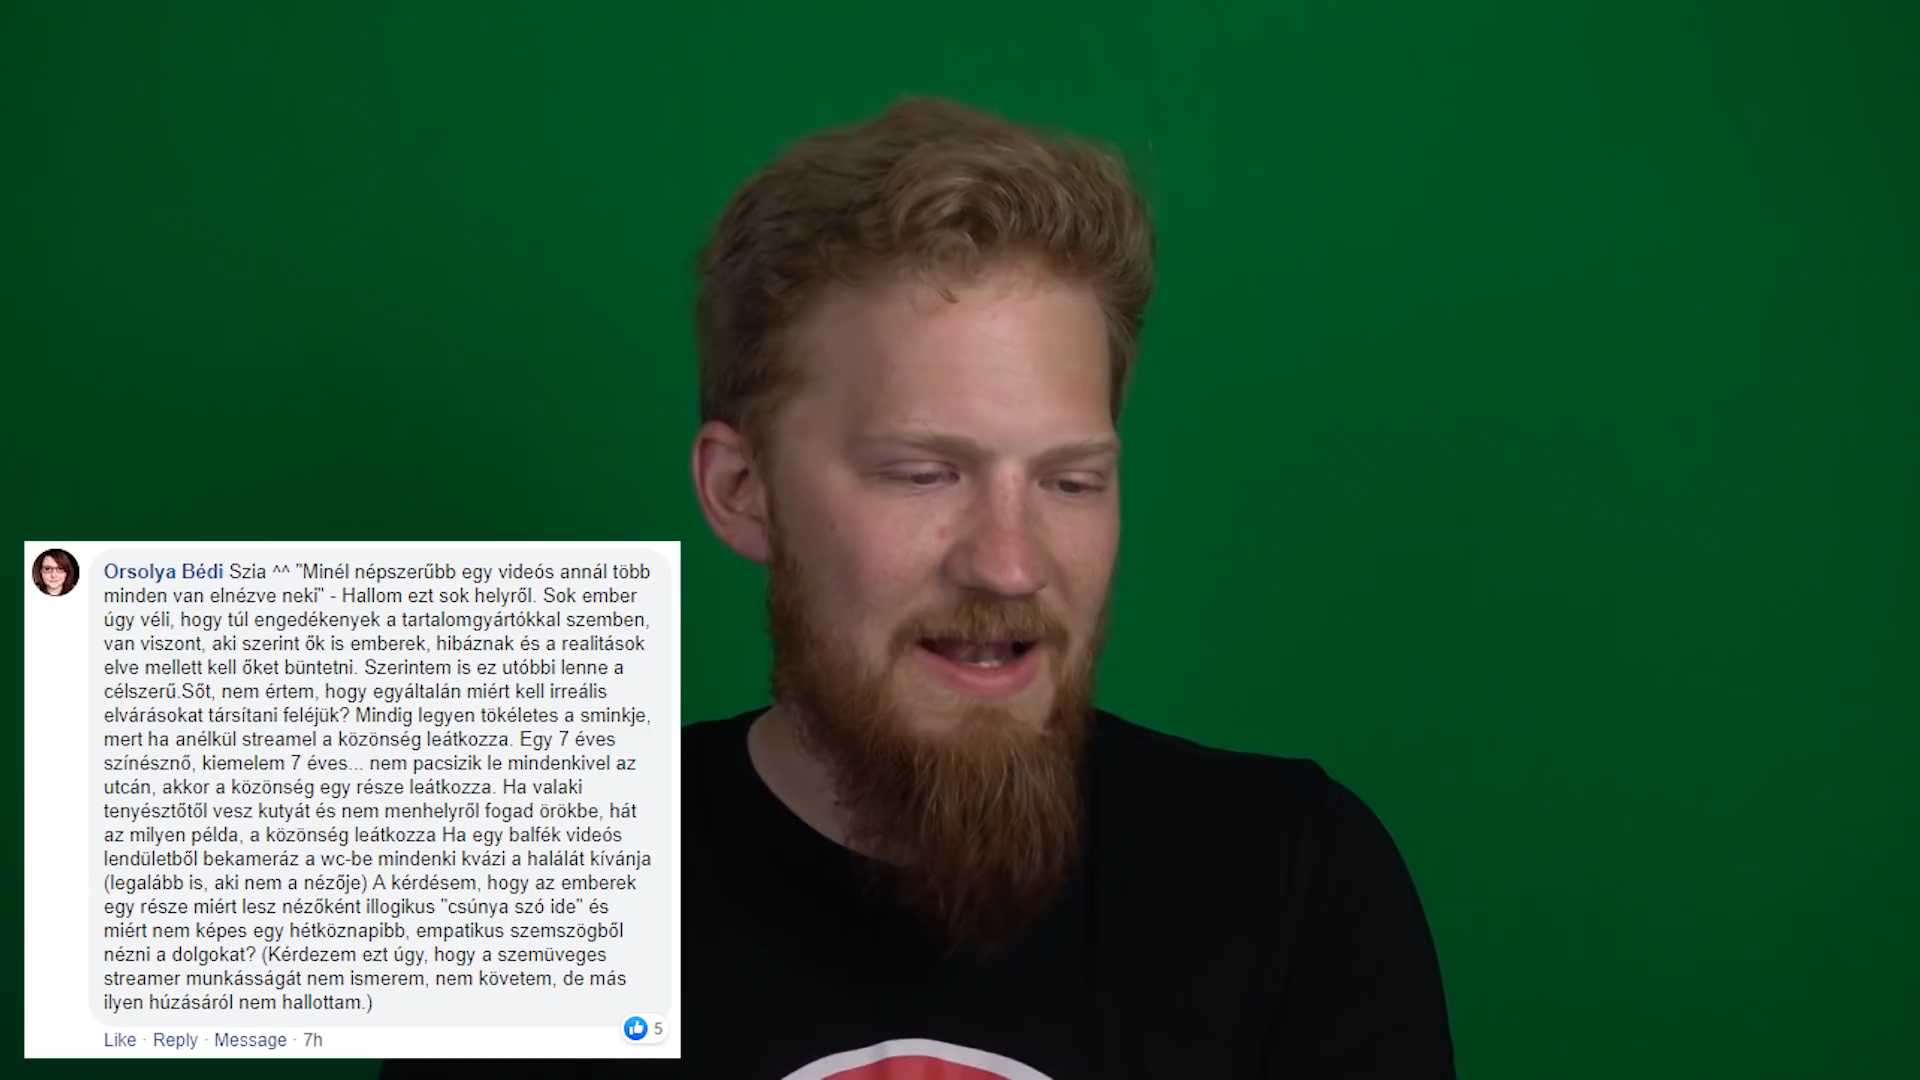 Orsolya Bédi Szia ^^ "Minél népszerűbb egy videós annál több
minden van elnézve neki" - Hallom ezt sok helyről. Sok ember
úgy véli, hogy túl engedékenyek a tartalomgyártókkal szemben,
van viszont, aki szerint ők is emberek, hibáznak és a realitások
elve mellett kell őket büntetni. Szerintem is ez utóbbi lenne a
célszerű.Sőt, nem értem, hogy egyáltalán miért kell irreális
elvárásokat társítani feléjük? Mindig legyen tökéletes a sminkje,
mert ha anélkül streamel a közönség leátkozza. Egy 7 éves
színésznő, kiemelem 7 éves... nem pacsizik le mindenkivel az
utcán, akkor a közönség egy része leátkozza. Ha valaki
tenyésztőtől vesz kutyát és nem menhelyről fogad örökbe, hát
az milyen példa, a közönség leátkozza Ha egy balfék videós
lendületből bekameráz a wc-be mindenki kvázi a halálát kívánja
(legalább is, aki nem a nézője) A kérdésem, hogy az emberek
egy része miért lesz nézőként illogikus "csúnya szó ide" és
miért nem képes egy hétköznapibb, empatikus szemszögből
nézni a dolgokat? (Kérdezem ezt úgy, hogy a szemüveges
streamer munkásságát nem ismerem, nem követem, de más
ilyen húzásáról nem hallottam.)
5
Like · Reply · Message · 7h